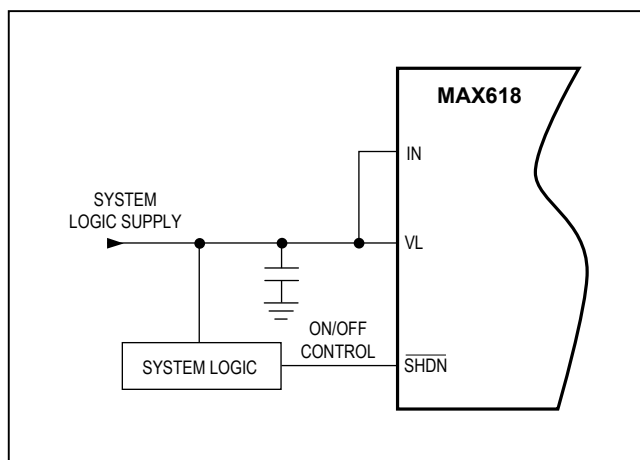 MAX618
IN
SYSTEM
LOGIC SUPPLY
VL
ON/OFF
CONTROL
SYSTEM LOGIC
SHDN